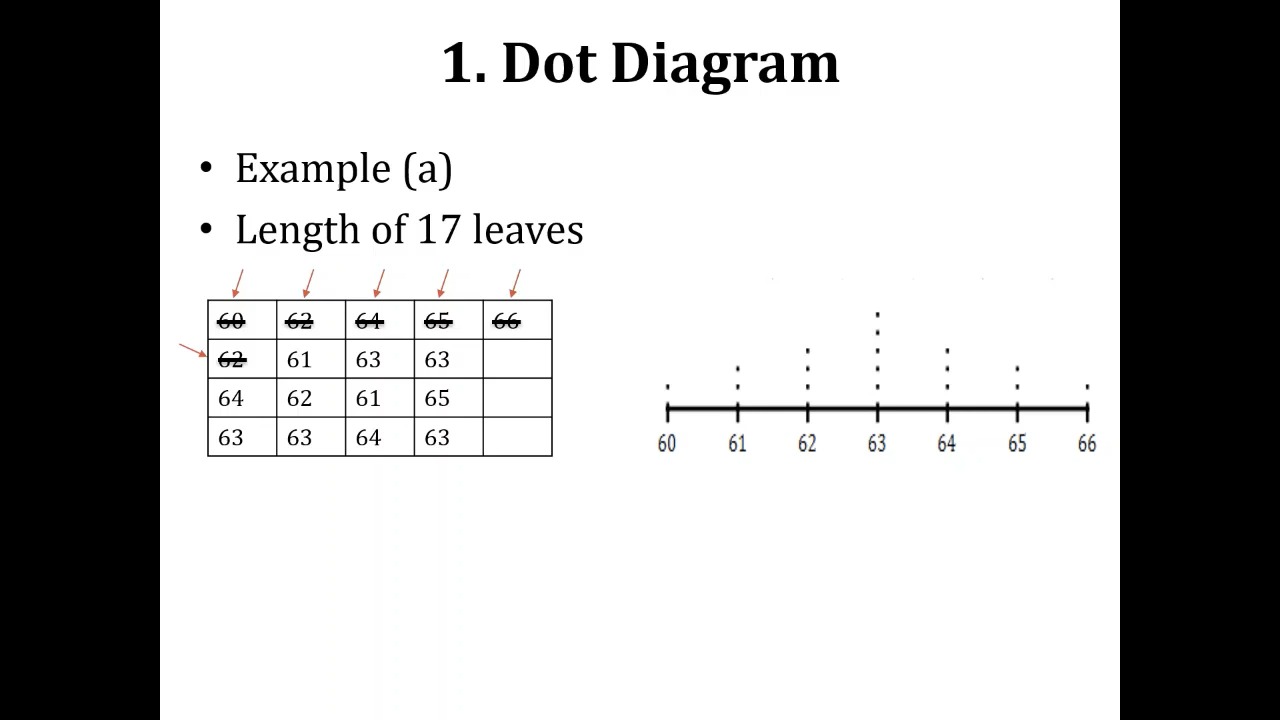 1. Dot Diagram
• Example (a)
• Length of 17 leaves
60 62 64 65 66
62 61 63 63
64 62 61 65
63 63 64 63
60 61 62 63 64 65 66